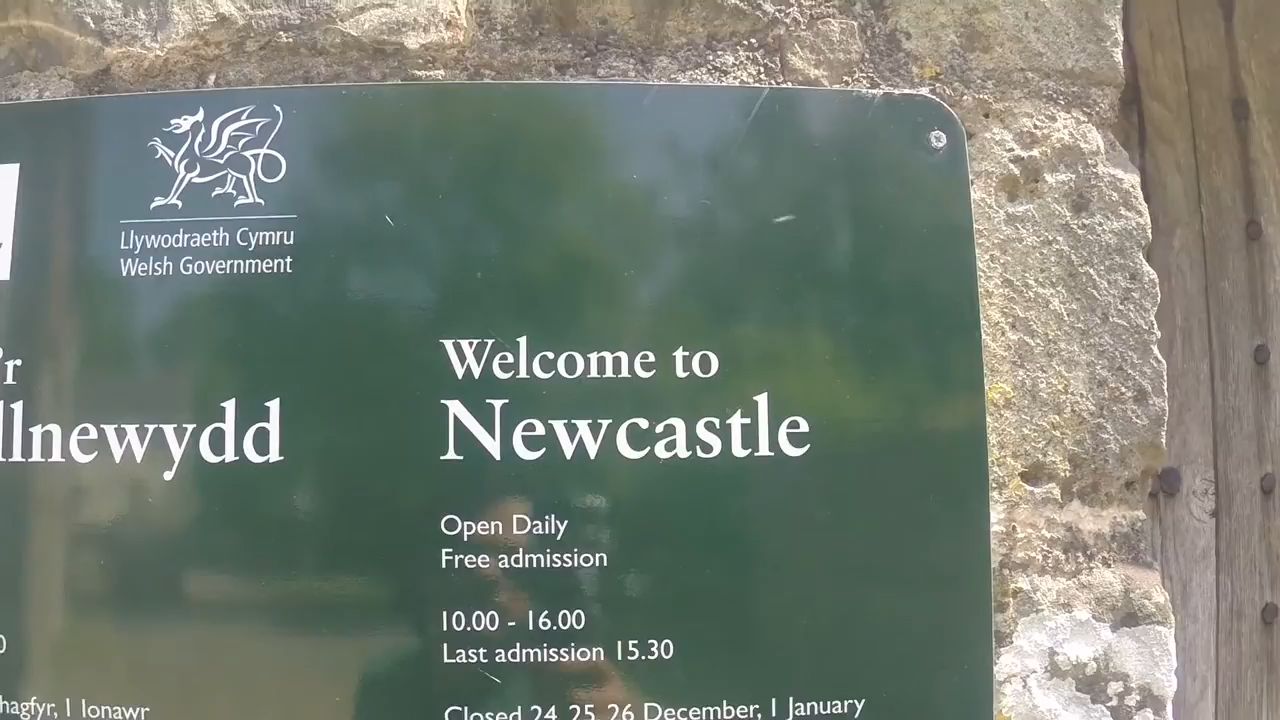 Llywodraeth Cymru
Welsh Government
'r
llnewydd
hagfyr, 1 Ionawr
Welcome to
Newcastle
Open Daily
Free admission
10.00 - 16.00
Last admission 15.30
Closed 24, 25, 26 December, 1 January